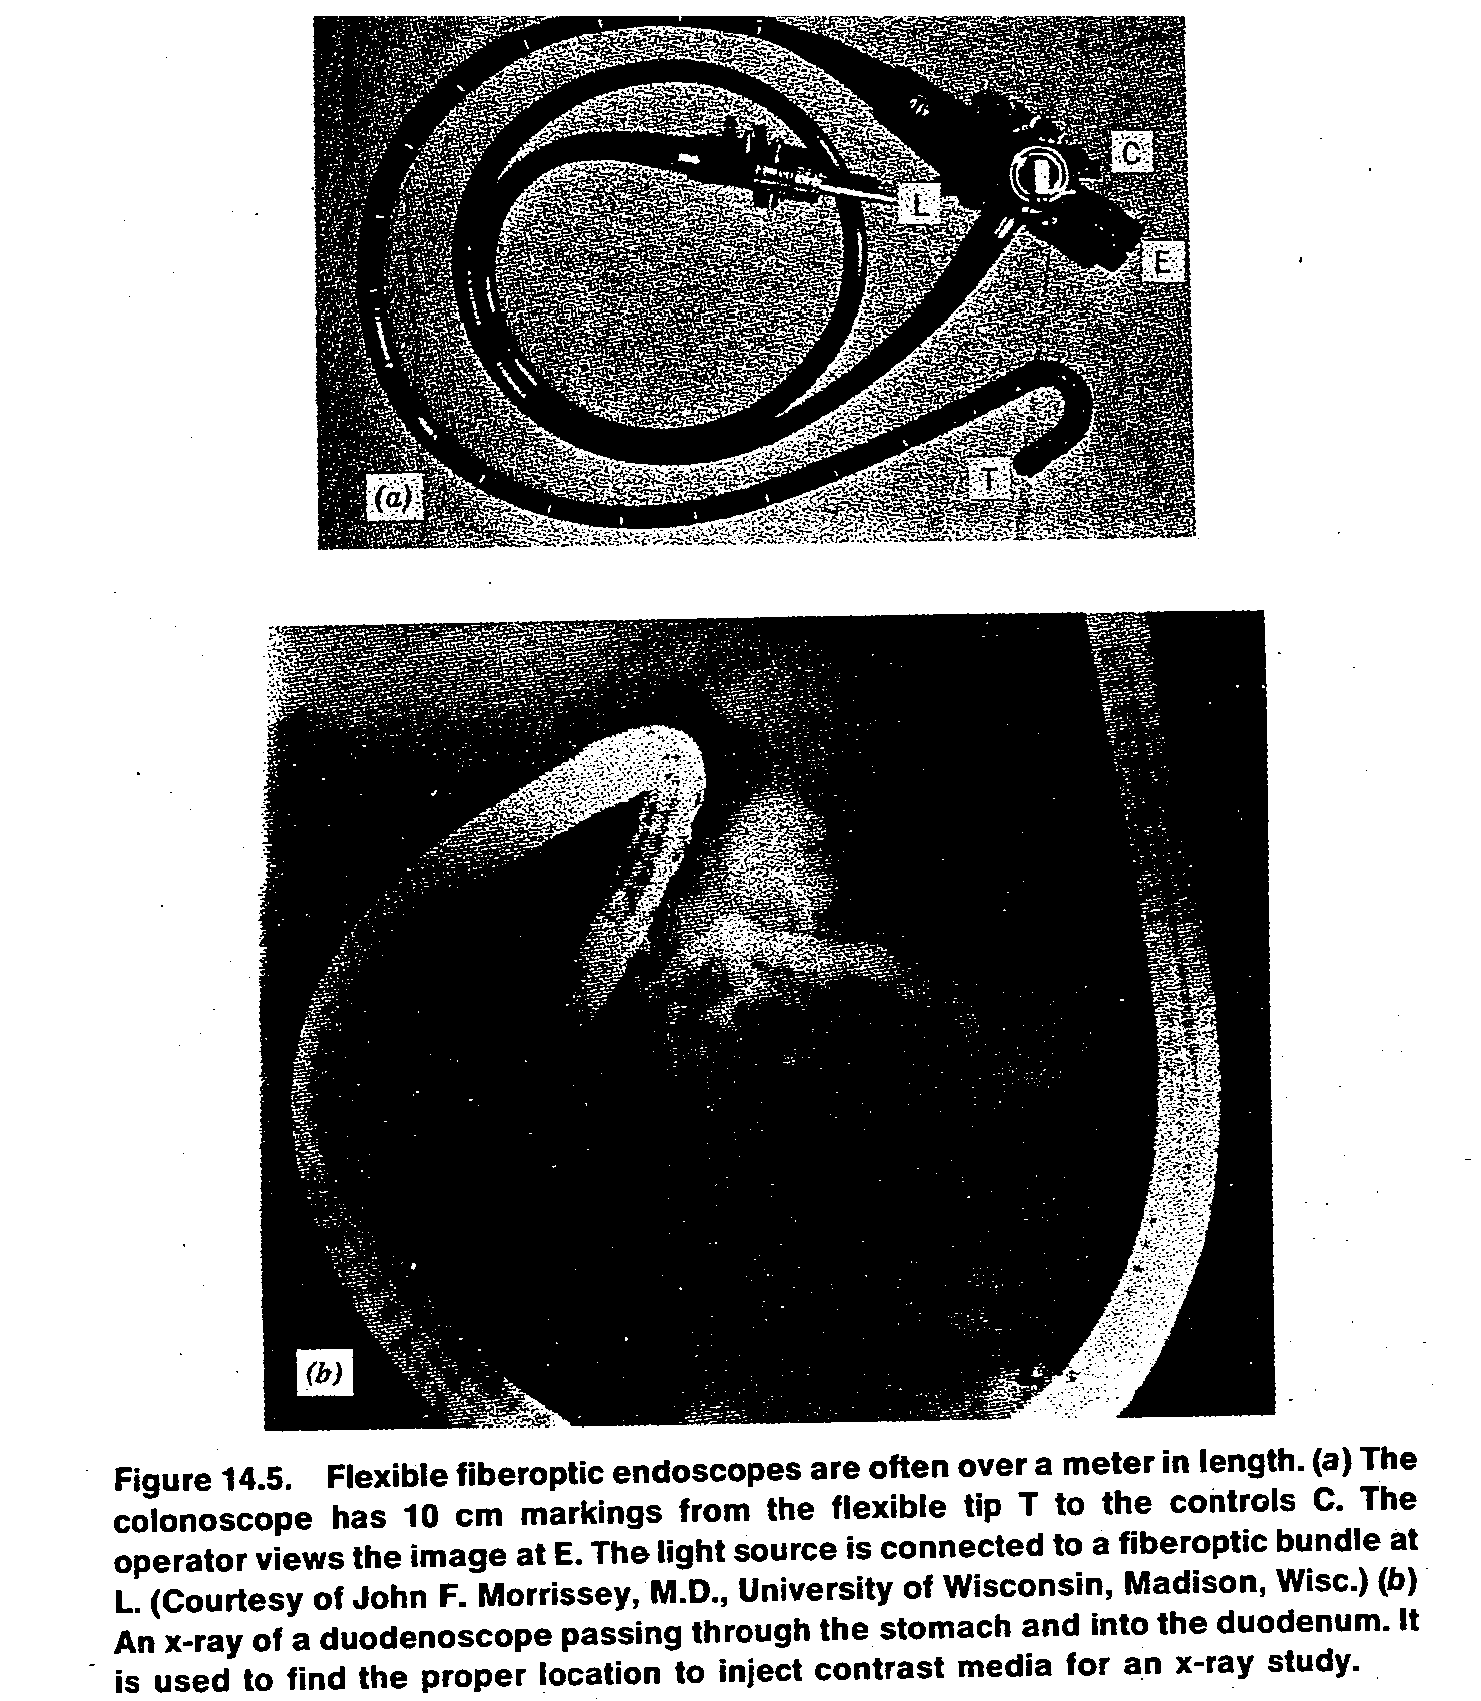 C
L
E
T
(a)
(b)
Figure 14.5. Flexible fiberoptic endoscopes are often over a meter in length. (a) The
colonoscope has 10 cm markings from the flexible tip T to the controls C. The
operator views the image at E. The light source is connected to a fiberoptic bundle at
L. (Courtesy of John F. Morrissey, M.D., University of Wisconsin, Madison, Wisc.) (b)
An x-ray of a duodenoscope passing through the stomach and into the duodenum. It
is used to find the proper location to inject contrast media for an x-ray study.